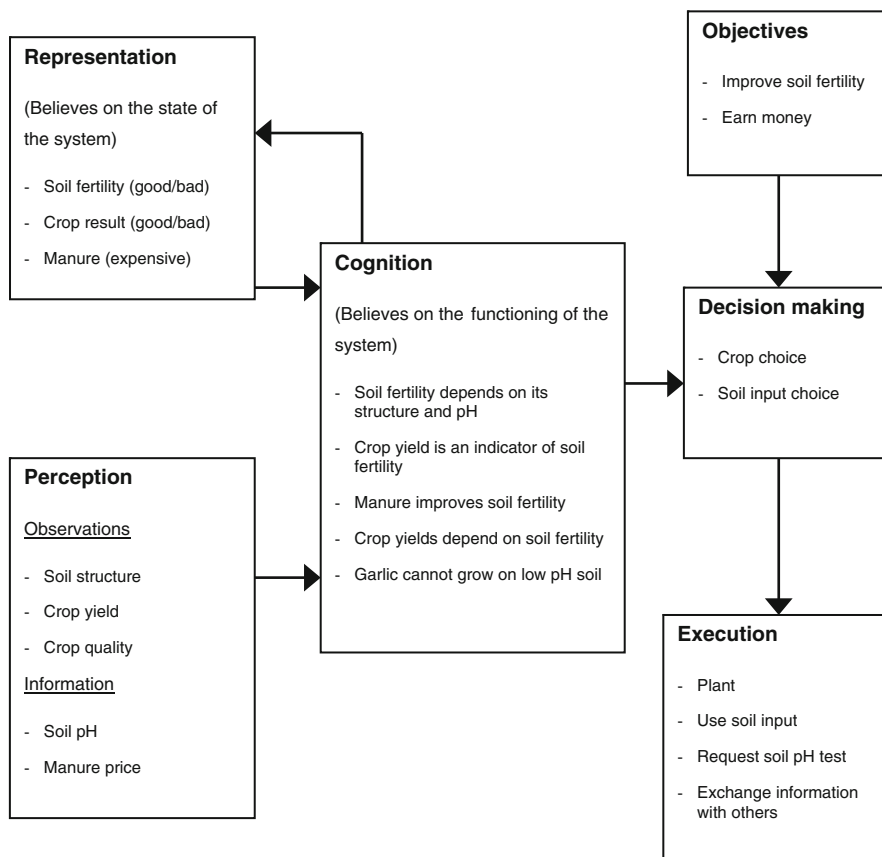 Representation
(Believes on the state of
the system)
- Soil fertility (good/bad)
- Crop result (good/bad)
- Manure (expensive)
Perception
Observations
- Soil structure
- Crop yield
- Crop quality
Information
- Soil pH
- Manure price
Cognition
(Believes on the functioning of the
system)
- Soil fertility depends on its
structure and pH
- Crop yield is an indicator of soil
fertility
- Manure improves soil fertility
- Crop yields depend on soil fertility
- Garlic cannot grow on low pH soil
Objectives
- Improve soil fertility
- Earn money
Decision making
- Crop choice
- Soil input choice
Execution
- Plant
- Use soil input
- Request soil pH test
- Exchange information
with others